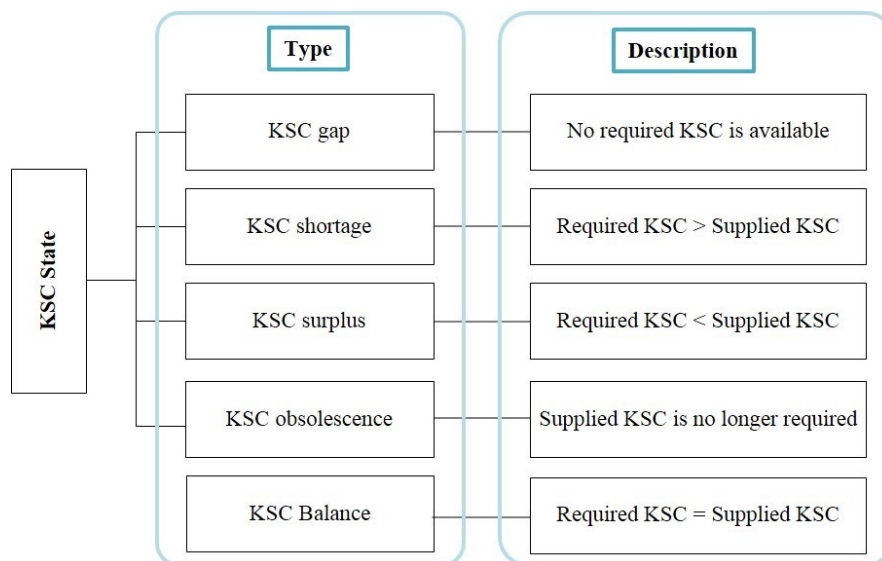 Type
Description
KSC gap
No required KSC is available
KSC shortage
Required KSC > Supplied KSC
KSC State
KSC surplus
Required KSC < Supplied KSC
KSC obsolescence
Supplied KSC is no longer required
KSC Balance
Required KSC = Supplied KSC